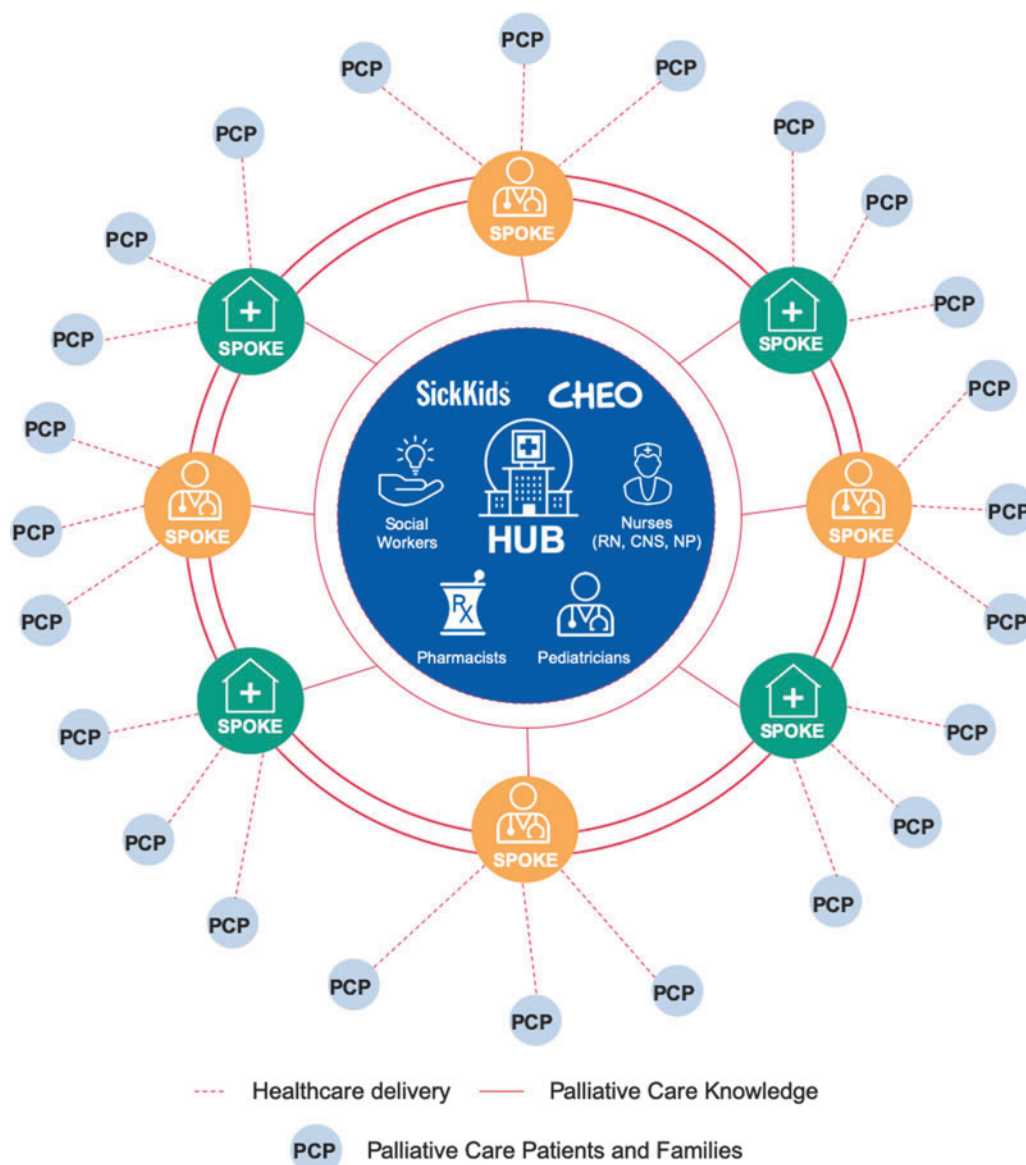 PCP
PCP
PCP
PCP
PCP
PCP
PCP
SPOKE
PCP
PCP
SPOKE
SPOKE
PCP
SickKids®
CHEO
PCP
PCP
SPOKE
Social
Workers
HUB
Nurses
(RN, CNS, NP)
SPOKE
PCP
PCP
PCP
PCP
Rx
Pharmacists
Pediatricians
SPOKE
SPOKE
PCP
PCP
PCP
PCP
SPOKE
PCP
PCP
PCP
PCP
PCP
Healthcare delivery
Palliative Care Knowledge
PCP
Palliative Care Patients and Families